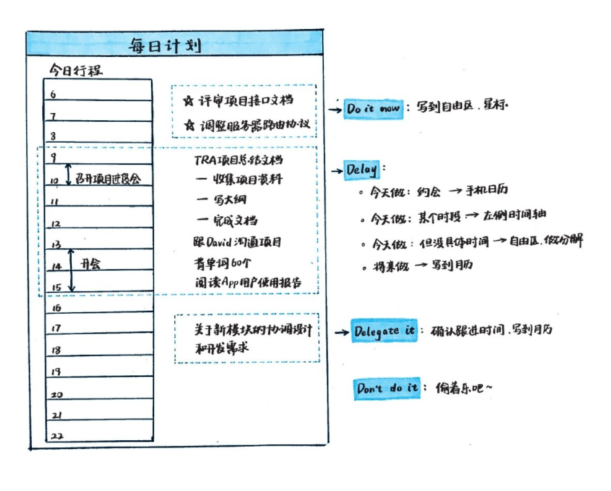 每日计划
今日行程
6
7
8
9
10 召开项目进展会
11
12
13
14 开会
15
16
17
18
19
20
21
22
☆ 评审项目接口文档
☆ 调整服务器路由协议
TRA项目总结文档
一 收集项目资料
一 写大纲
一 完成文档
跟David沟通项目
背单词60个
阅读App用户使用报告
关于新模块的协调设计
和开发需求
→ Do it now : 写到自由区、星标.
→ Delay :
• 今天做: 约会 → 手机日历
• 今天做: 某个时段 → 左侧时间轴
• 今天做: 但没具体时间 → 自由区、做分解
• 将来做 → 写到月历
→ Delegate it : 确认跟进时间、写到月历
Don't do it : 偷着乐吧~